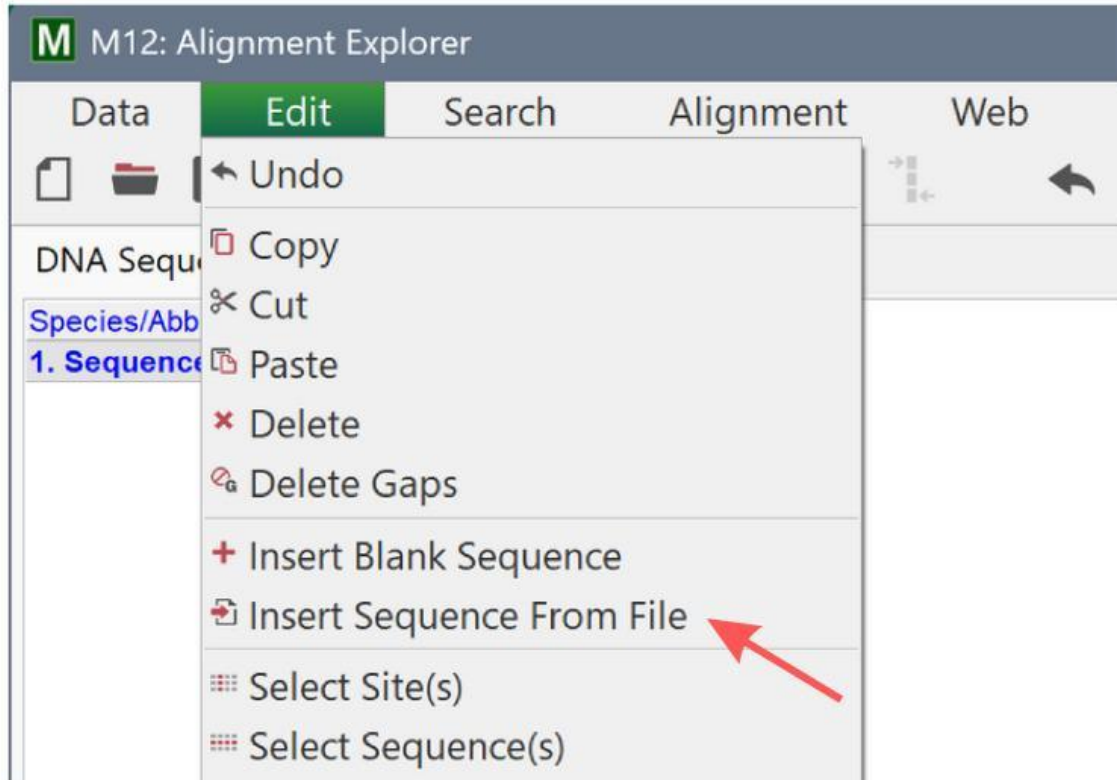 M M12: Alignment Explorer
Data Edit Search Alignment Web
Undo
Copy
DNA Sequ
Cut
Species/Abb
1. Sequence
Paste
Delete
G Delete Gaps
Insert Blank Sequence
Insert Sequence From File
Select Site(s)
Select Sequence(s)